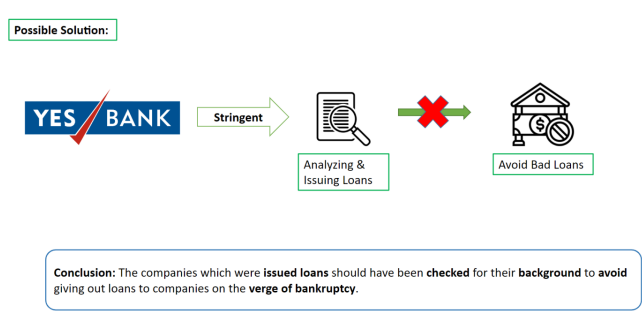 Possible Solution:
YES BANK
Stringent
Analyzing &
Issuing Loans
Avoid Bad Loans
Conclusion: The companies which were issued loans should have been checked for their background to avoid
giving out loans to companies on the verge of bankruptcy.